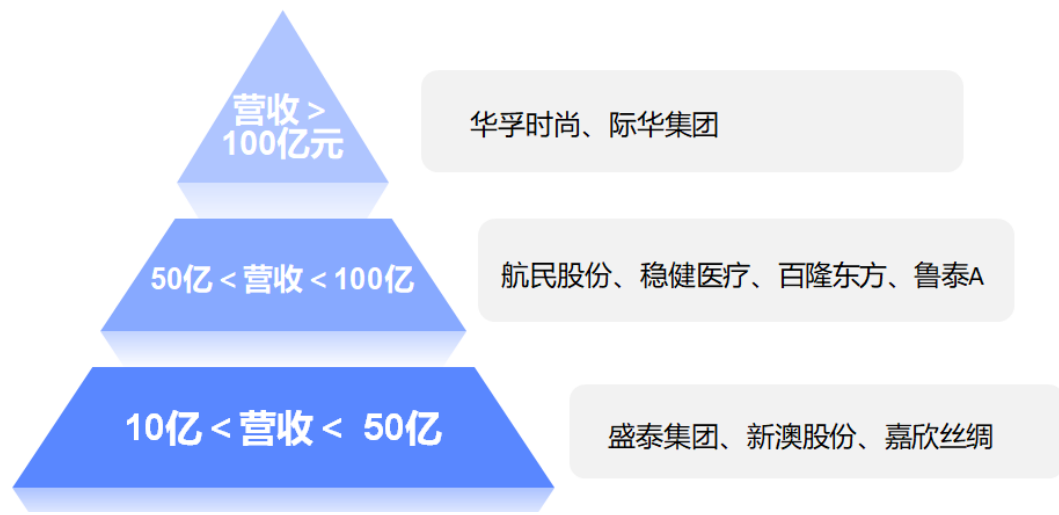 营收 >
100亿元
华孚时尚、际华集团
50亿 < 营收 < 100亿
航民股份、稳健医疗、百隆东方、鲁泰A
10亿 < 营收 < 50亿
盛泰集团、新澳股份、嘉欣丝绸